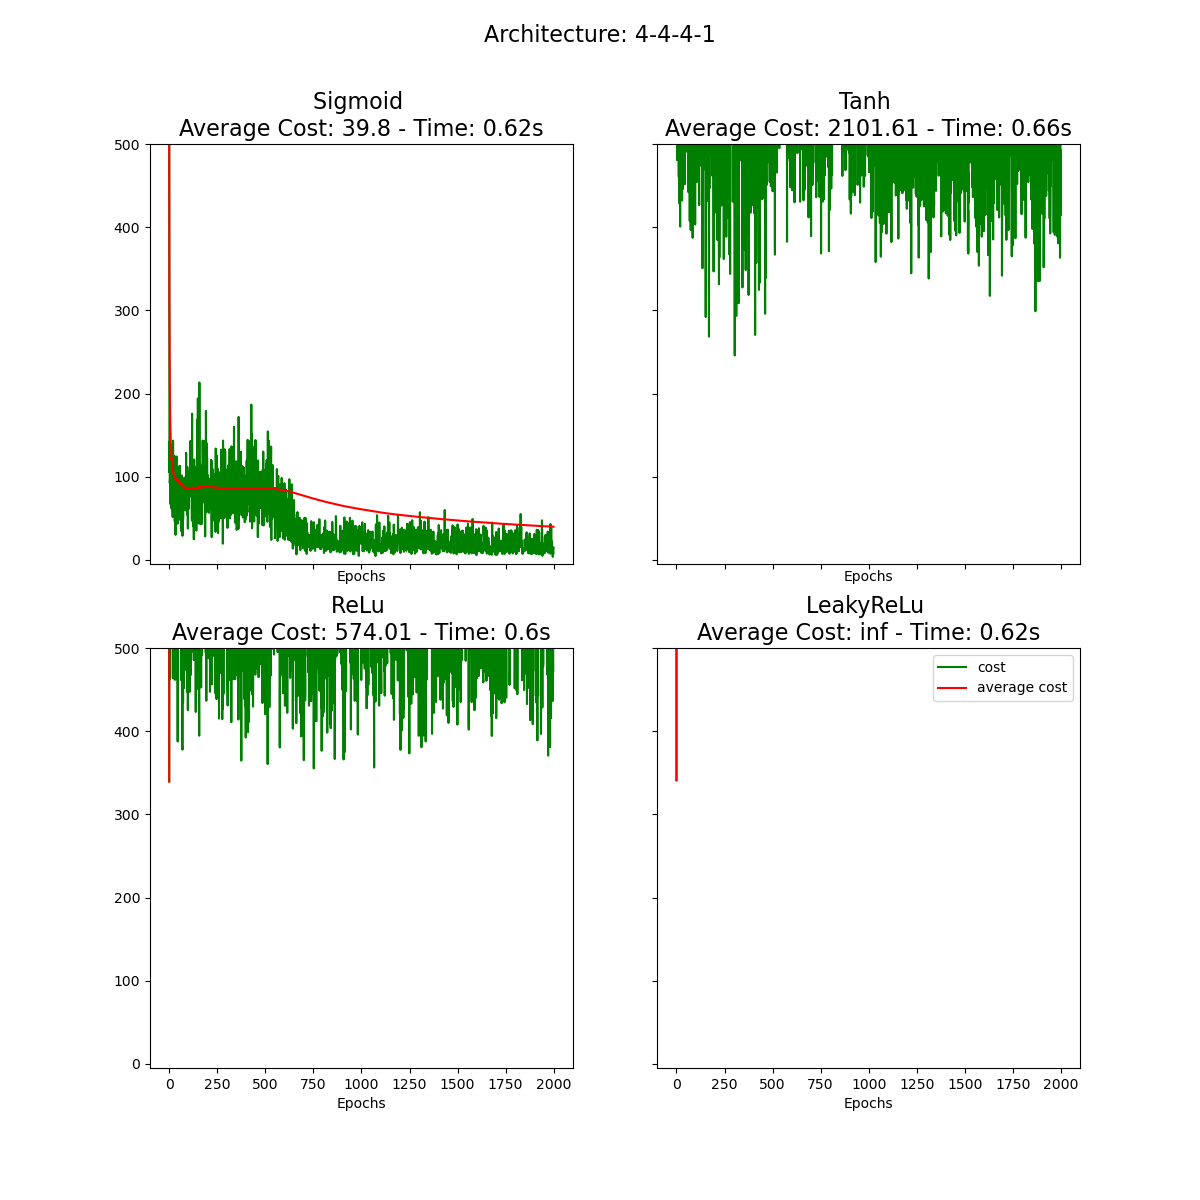 Architecture: 4-4-4-1
Sigmoid
Average Cost: 39.8 - Time: 0.62s
500
400
300
200
100
0
Epochs
Tanh
Average Cost: 2101.61 - Time: 0.66s
Epochs
ReLu
Average Cost: 574.01 - Time: 0.6s
500
400
300
200
100
0
0 250 500 750 1000 1250 1500 1750 2000
Epochs
LeakyReLu
Average Cost: inf - Time: 0.62s
cost
average cost
0 250 500 750 1000 1250 1500 1750 2000
Epochs